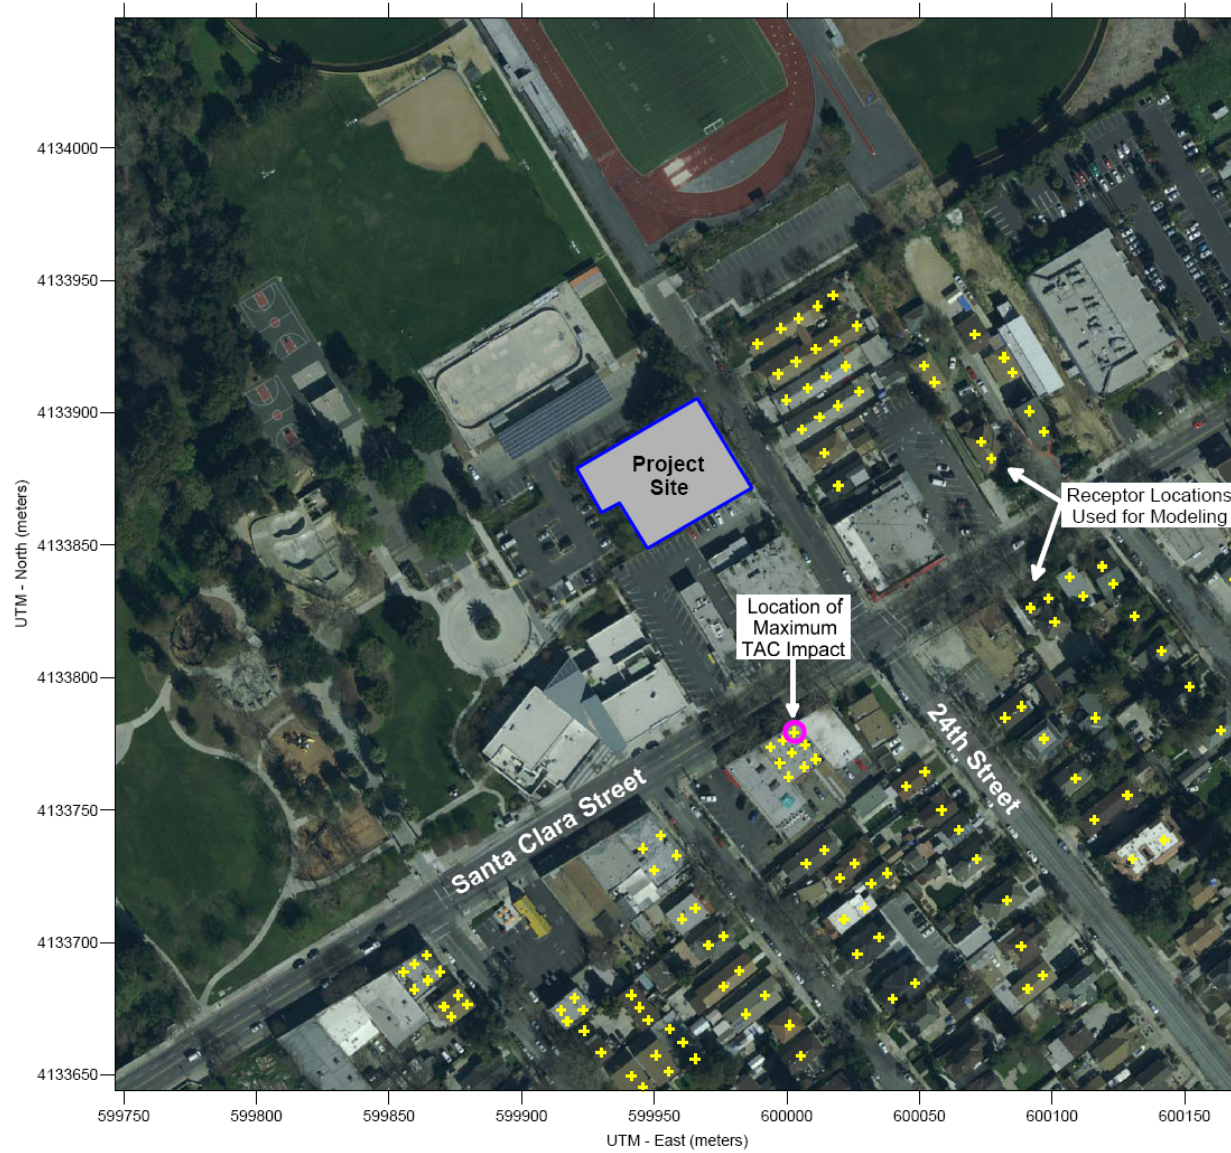 4134000
4133950
4133900
4133850
4133800
4133750
4133700
4133650
UTM - North (meters)
Project
Site
Receptor Locations
Used for Modeling
Location of
Maximum
TAC Impact
24th Street
Santa Clara Street
599750
599800
599850
599900
599950
600000
600050
600100
600150
UTM - East (meters)